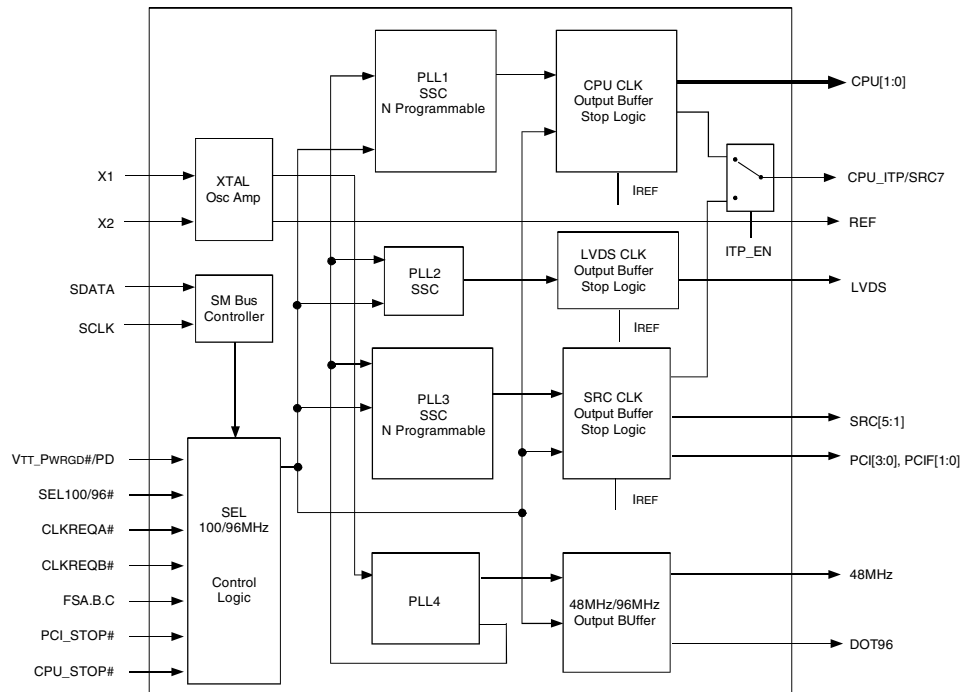 PLL1
SSC
N Programmable
CPU CLK
Output Buffer
Stop Logic
CPU[1:0]
IREF
X1
X2
XTAL
Osc Amp
CPU_ITP/SRC7
REF
ITP_EN
SDATA
SCLK
SM Bus
Controller
PLL2
SSC
LVDS CLK
Output Buffer
Stop Logic
LVDS
IREF
PLL3
SSC
N Programmable
SRC CLK
Output Buffer
Stop Logic
SRC[5:1]
PCI[3:0], PCIF[1:0]
IREF
VTT_PWRGD#/PD
SEL100/96#
CLKREQA#
CLKREQB#
FSA.B.C
PCI_STOP#
CPU_STOP#
SEL
100/96MHz
Control
Logic
PLL4
48MHz/96MHz
Output BUffer
48MHz
DOT96